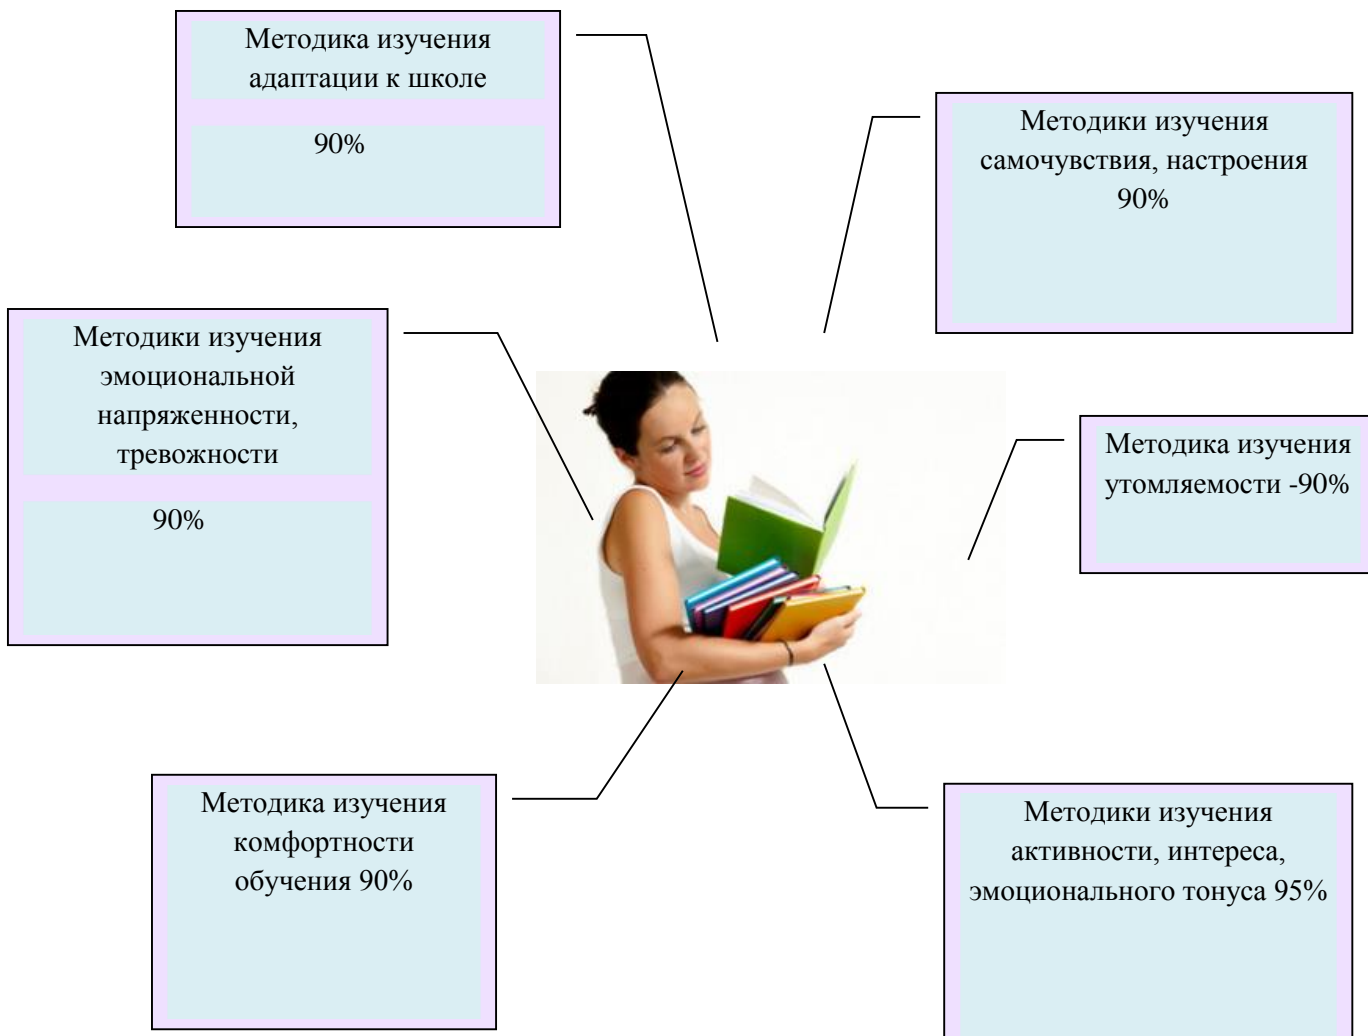 Методика изучения
адаптации к школе
90%
Методики изучения
самочувствия, настроения
90%
Методики изучения
эмоциональной
напряженности,
тревожности
90%
Методика изучения
утомляемости -90%
Методика изучения
комфортности
обучения 90%
Методики изучения
активности, интереса,
эмоционального тонуса 95%